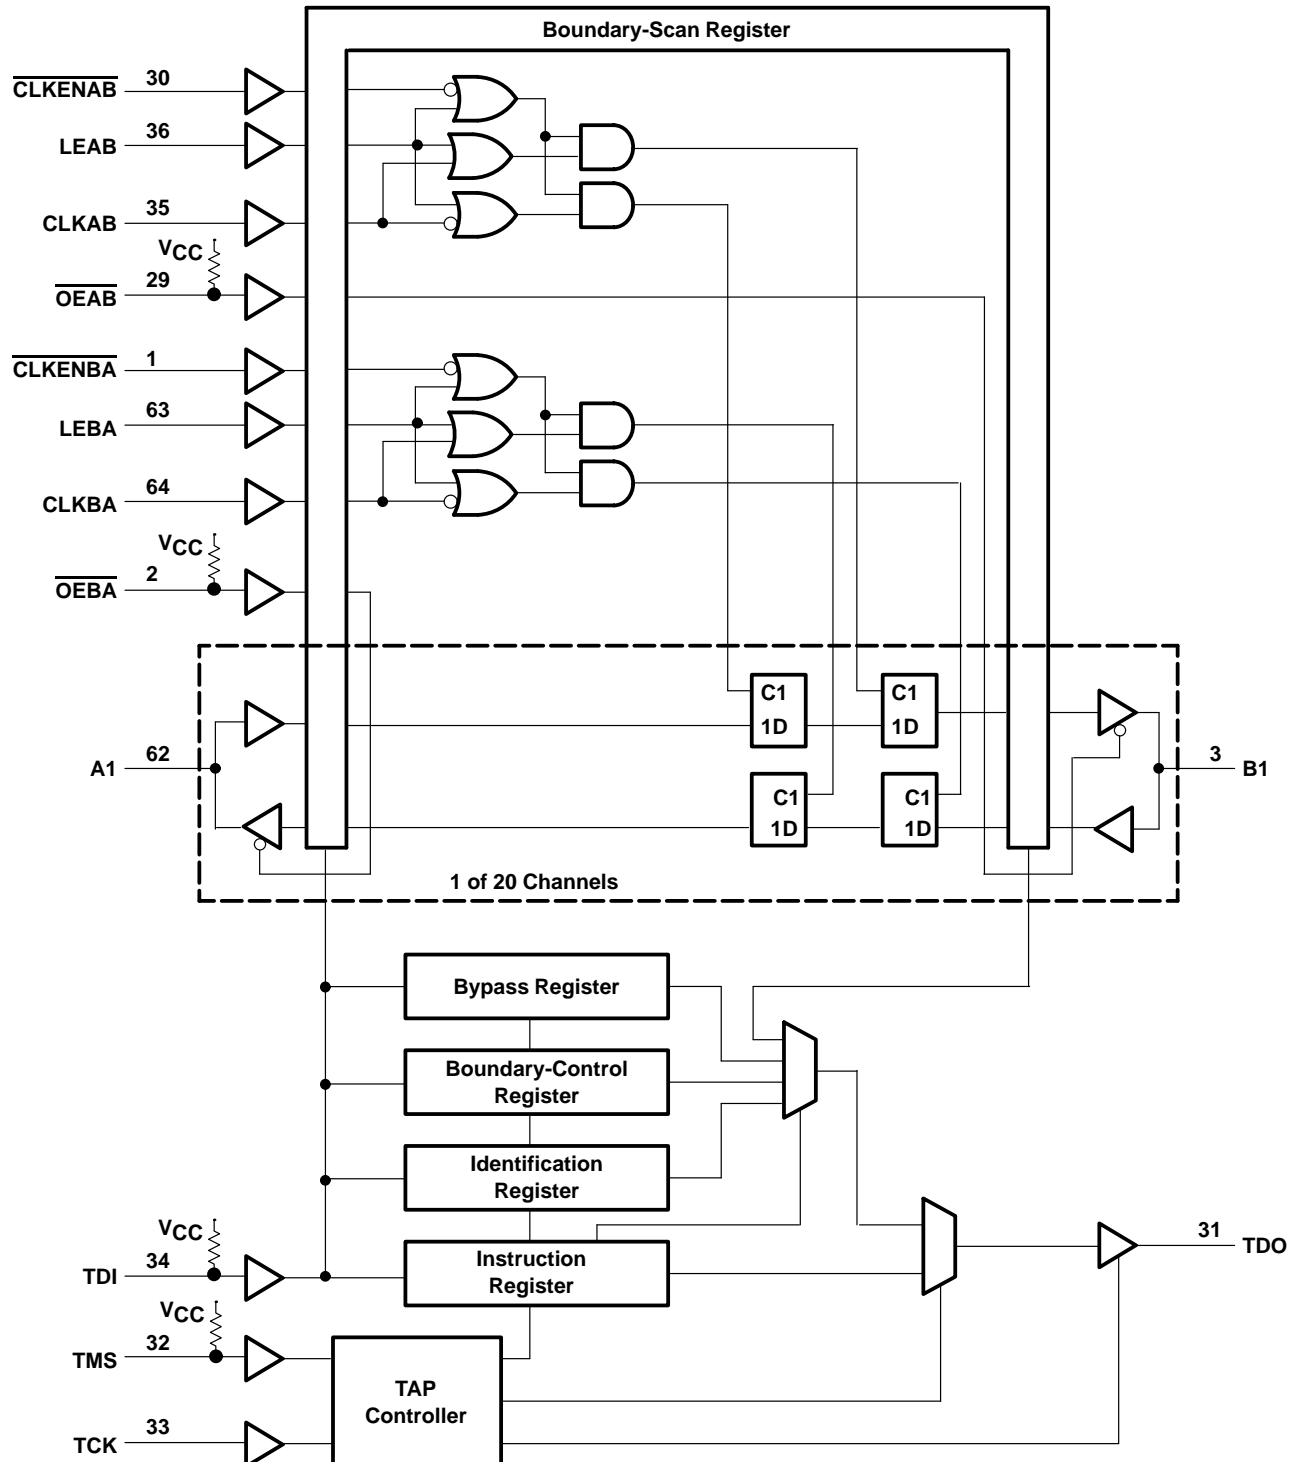 Boundary-Scan Register
CLKENAB 30
LEAB 36
CLKAB 35
VCC
OEAB 29
CLKENBA 1
LEBA 63
CLKBA 64
VCC
OEBA 2
C1
1D
C1
1D
A1 62
3 B1
C1
1D
C1
1D
1 of 20 Channels
Bypass Register
Boundary-Control
Register
Identification
Register
VCC
TDI 34
Instruction
Register
31 TDO
VCC
TMS 32
TAP
Controller
TCK 33